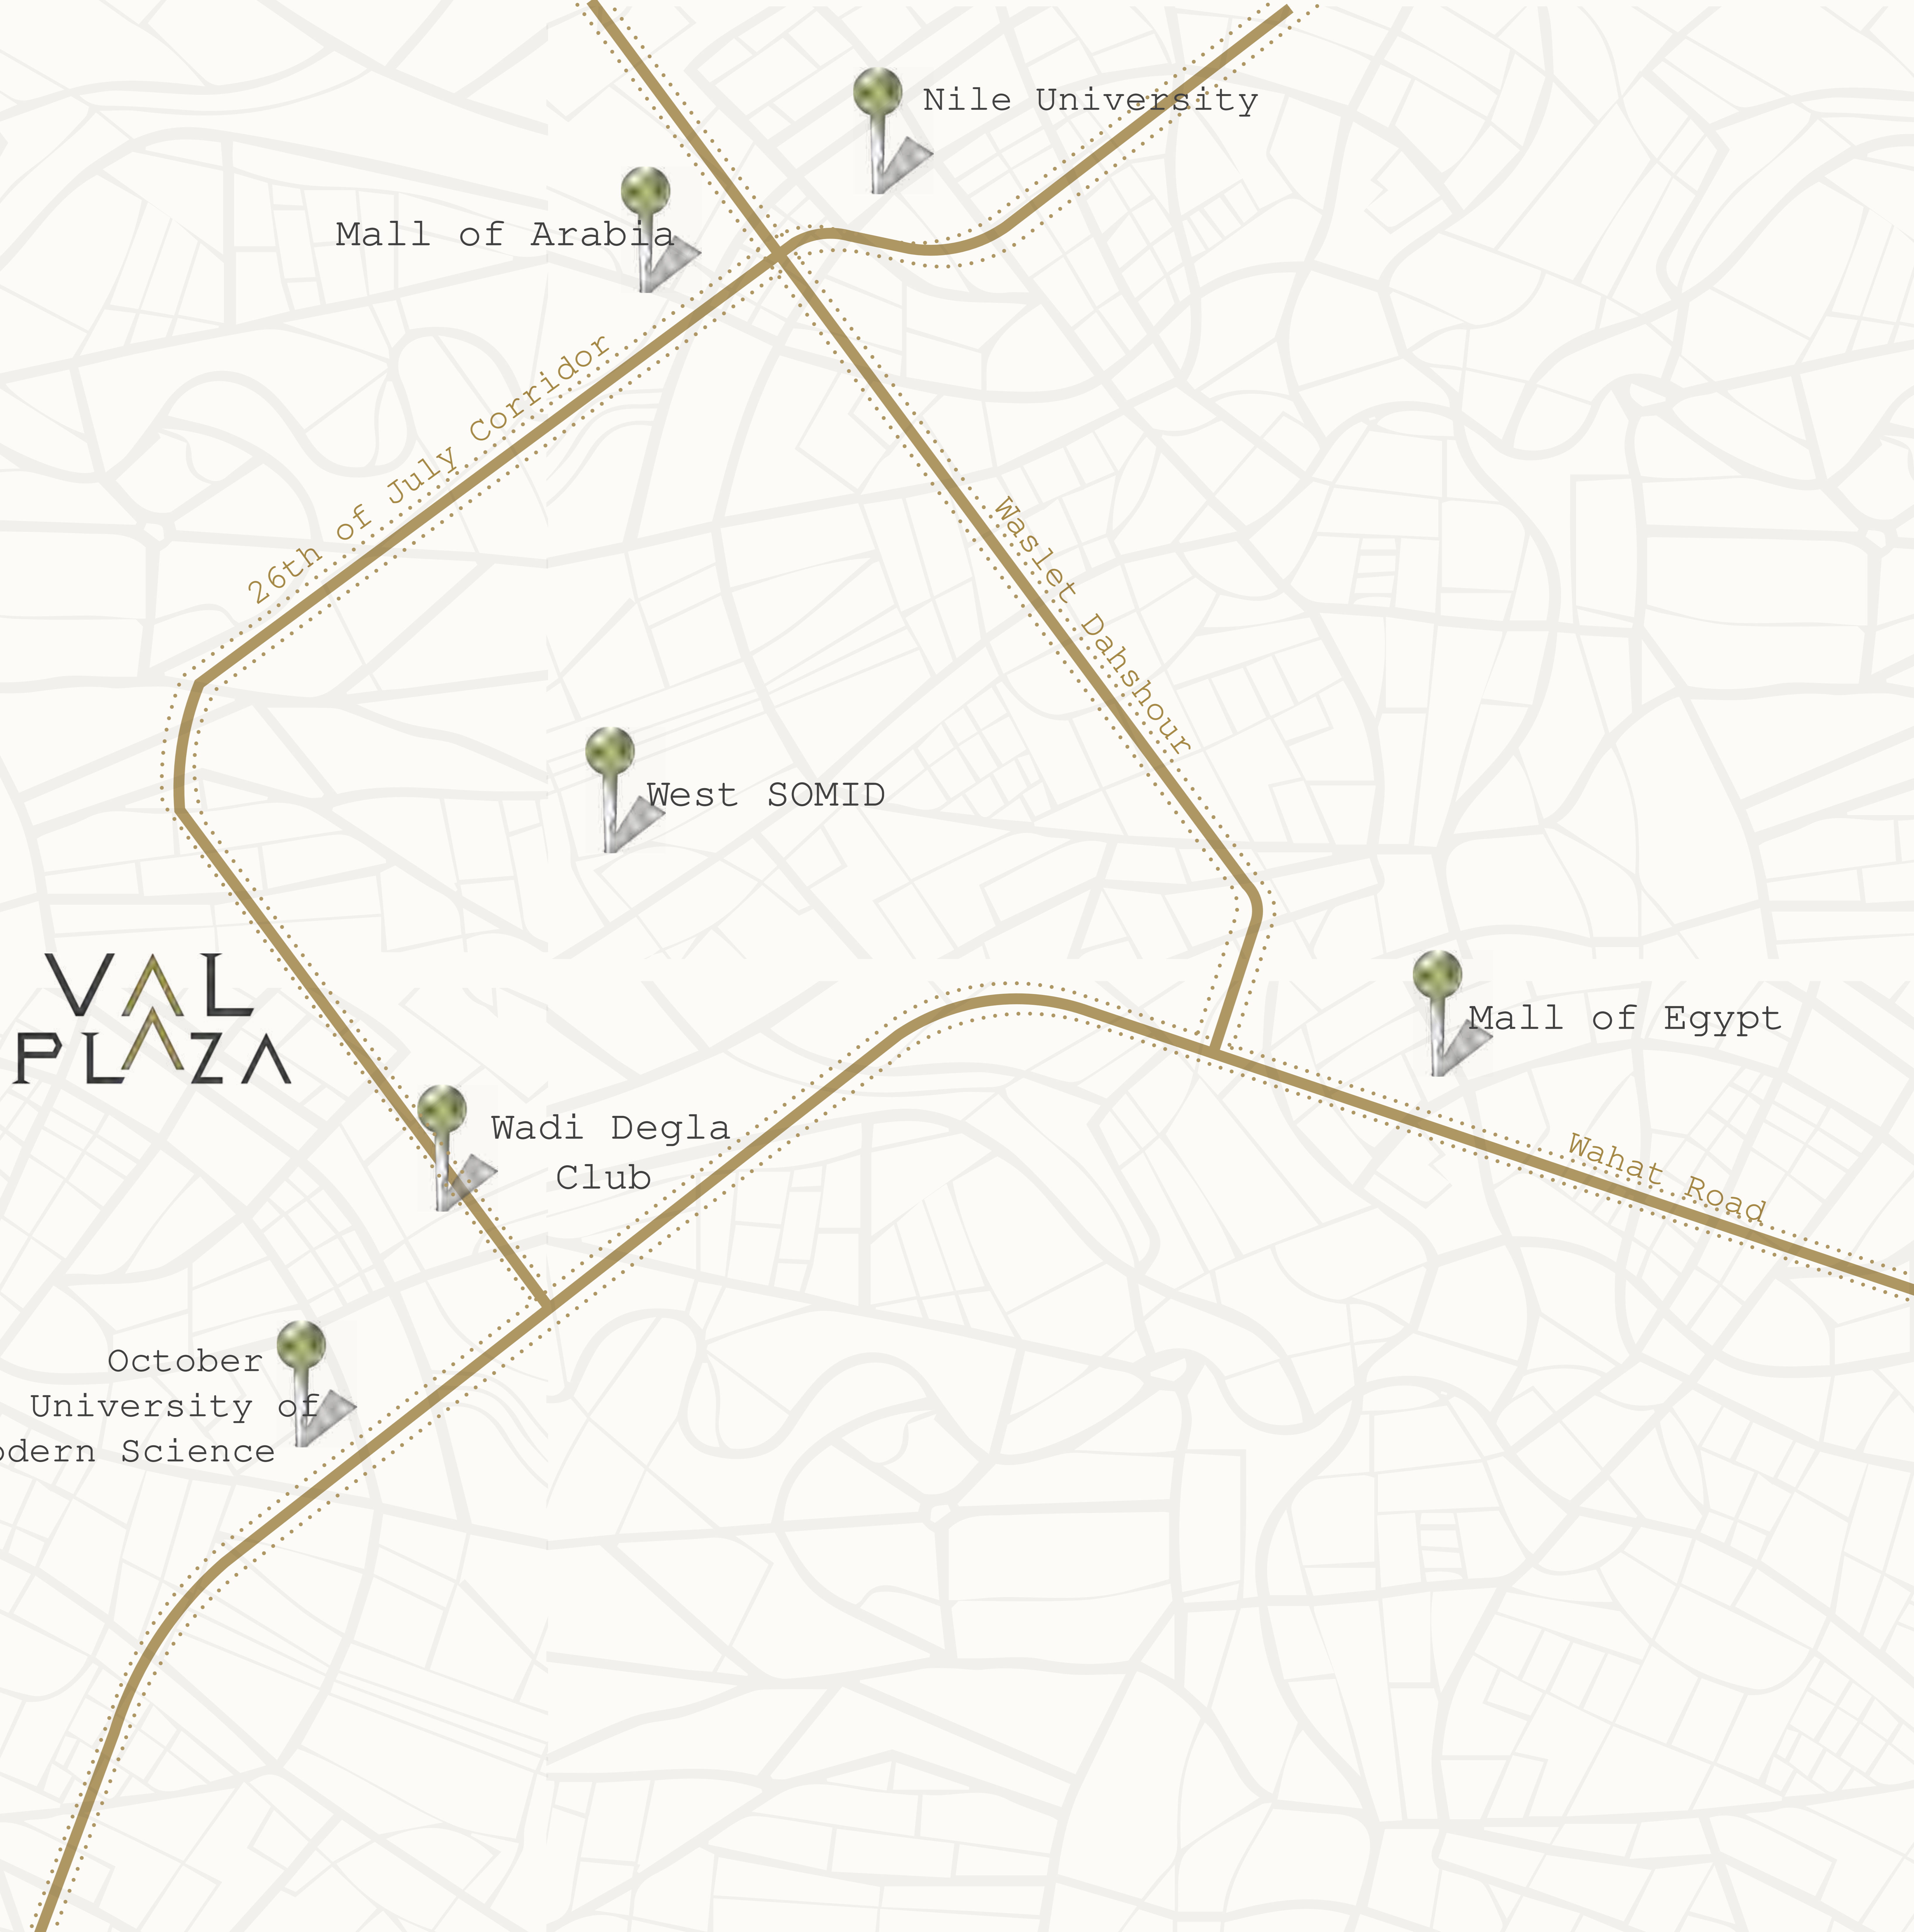 Nile University
Mall of Arabia
26th of July Corridor
Waslet Dahshour
West SOMID
VAL
PLAZA
Mall of Egypt
Wadi Degla
Club
Wahat Road
October
University of
odern Science